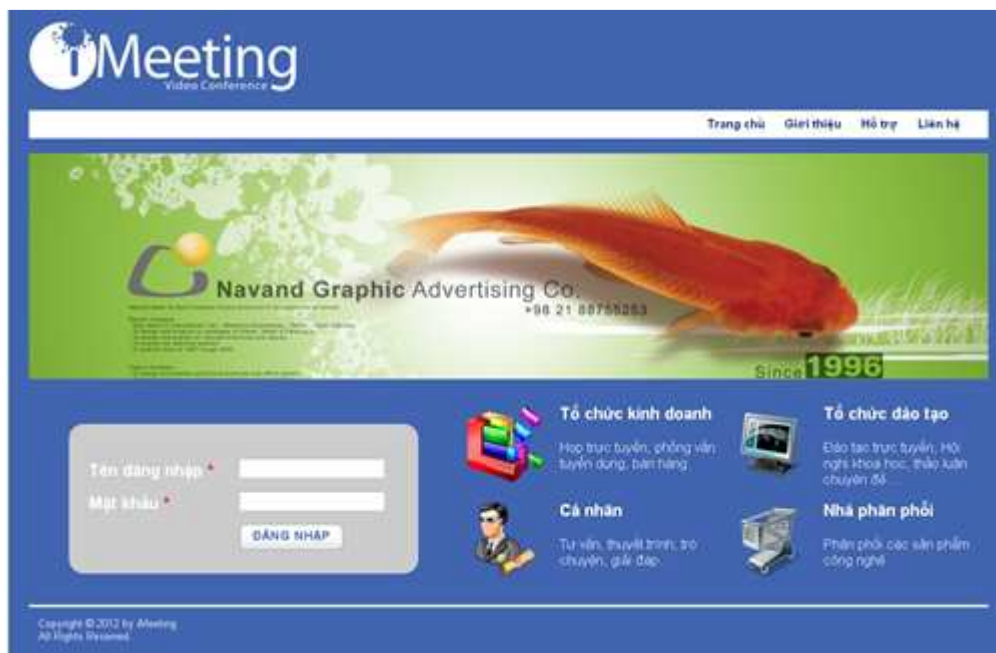 iMeeting
Video Conference
Trang chủ Giới thiệu Hỗ trợ Liên hệ
Navand Graphic Advertising Co.
+98 21 88755263
Since 1996
Tên đăng nhập *
Mật khẩu *
ĐĂNG NHẬP
Tổ chức kinh doanh
Họp trực tuyến, phỏng vấn
tuyển dụng, bán hàng
Tổ chức đào tạo
Đào tạo trực tuyến, Hội
nghị khoa học, thảo luận
chuyên đề ...
Cá nhân
Tư vấn, thuyết trình, trò
chuyện, giải đáp
Nhà phân phối
Phân phối các sản phẩm
công nghệ
Copyright © 2012 by iMeeting
All Rights Reserved